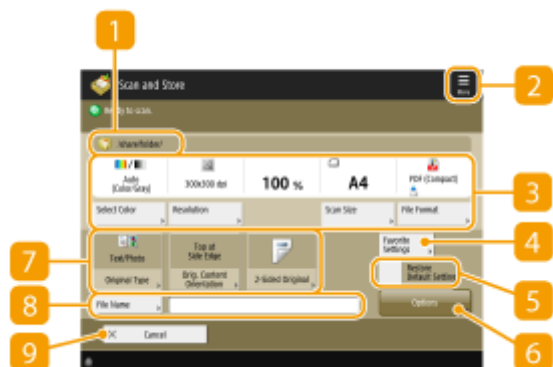 1
Scan and Store
Menu
2
Ready to scan.
/share/folder/
Auto
(Color/Gray)
300x300 dpi
100 %
A4
PDF (Compact)
3
Select Color
Resolution
Scan Size
File Format
7
Text/Photo
Original Type
Top at
Side Edge
Orig. Content
Orientation
2-Sided Original
Favorite
Settings
4
Restore
Default Settings
5
8
File Name
Options
6
9
Cancel